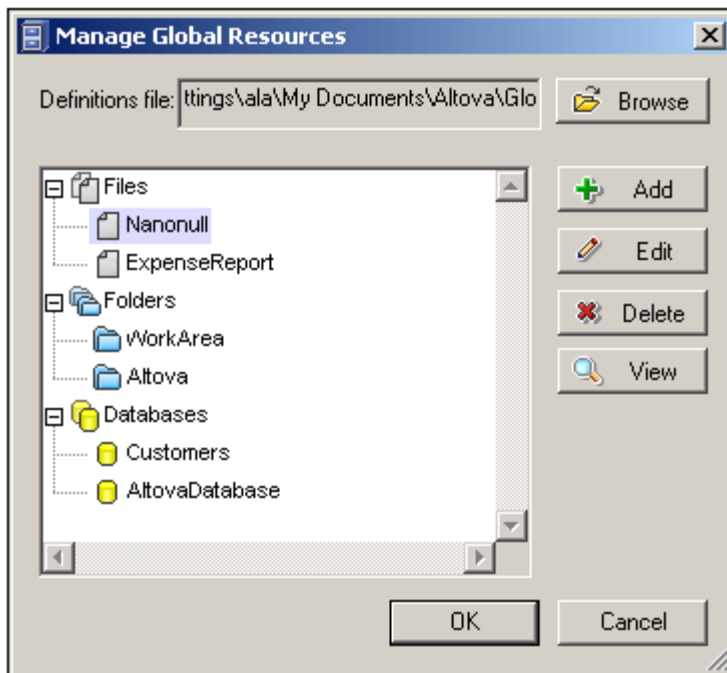 Manage Global Resources
Definitions file: ttings\ala\My Documents\Altova\Glo Browse
Files
Nanonull
ExpenseReport
Folders
WorkArea
Altova
Databases
Customers
AltovaDatabase
Add
Edit
Delete
View
OK Cancel